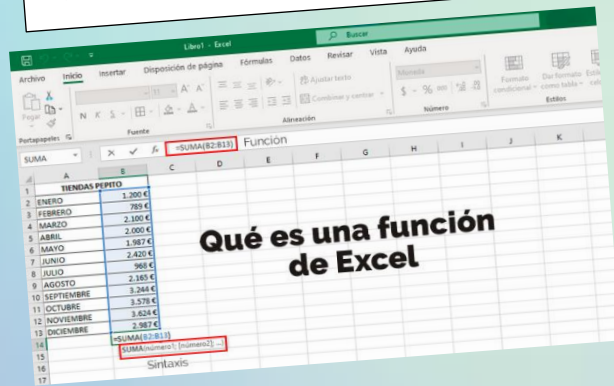 Libro1 - Excel
Buscar
Archivo Inicio Insertar Disposición de página Fórmulas Datos Revisar Vista Ayuda
Pegar
N K S
Ajustar texto
Combinar y centrar
Moneda
$ % 000
Formato condicional
Dar formato como tabla
Portapapeles Fuente Alineación Número Estilos
SUMA fx =SUMA(B2:B13) Función
A B C D E F G H I J K
1 TIENDAS PEPITO
2 ENERO 1.200 €
3 FEBRERO 789 €
4 MARZO 2.100 €
5 ABRIL 2.000 €
6 MAYO 1.987 €
7 JUNIO 2.420 €
8 JULIO 968 €
9 AGOSTO 2.165 €
10 SEPTIEMBRE 3.244 €
11 OCTUBRE 3.578 €
12 NOVIEMBRE 3.624 €
13 DICIEMBRE 2.987 €
14 =SUMA(B2:B13)
15 SUMA(número1; [número2]; ...)
16 Sintaxis
17
Qué es una función
de Excel